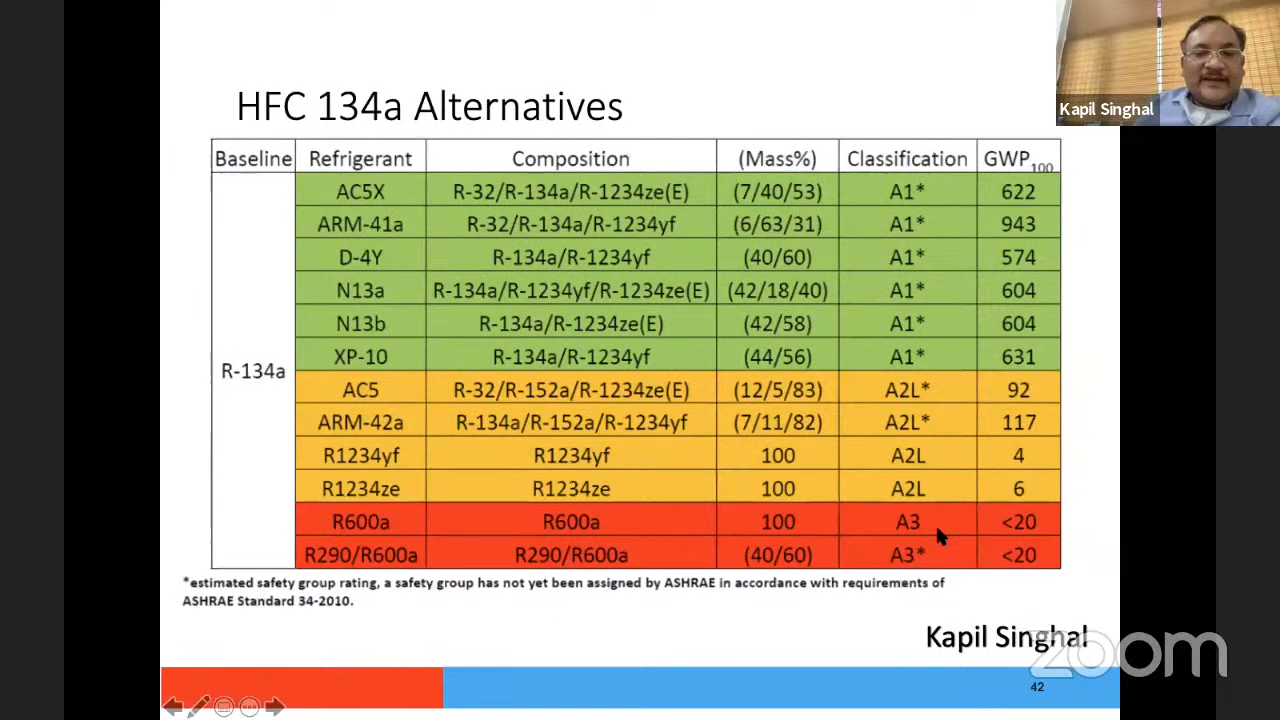 Kapil Singhal
HFC 134a Alternatives
Baseline Refrigerant Composition (Mass%) Classification GWP100
R-134a
AC5X R-32/R-134a/R-1234ze(E) (7/40/53) A1* 622
ARM-41a R-32/R-134a/R-1234yf (6/63/31) A1* 943
D-4Y R-134a/R-1234yf (40/60) A1* 574
N13a R-134a/R-1234yf/R-1234ze(E) (42/18/40) A1* 604
N13b R-134a/R-1234ze(E) (42/58) A1* 604
XP-10 R-134a/R-1234yf (44/56) A1* 631
AC5 R-32/R-152a/R-1234ze(E) (12/5/83) A2L* 92
ARM-42a R-134a/R-152a/R-1234yf (7/11/82) A2L* 117
R1234yf R1234yf 100 A2L 4
R1234ze R1234ze 100 A2L 6
R600a R600a 100 A3 <20
R290/R600a R290/R600a (40/60) A3* <20
*estimated safety group rating, a safety group has not yet been assigned by ASHRAE in accordance with requirements of
ASHRAE Standard 34-2010.
Kapil Singhal
zoom
42